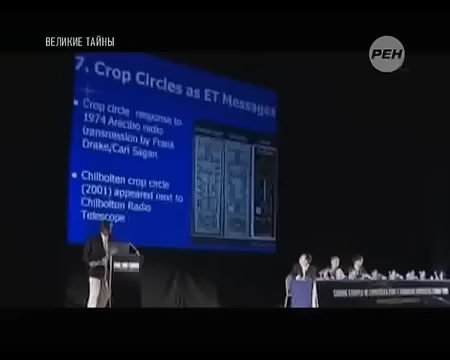 ВЕЛИКИЕ ТАЙНЫ
РЕН
7. Crop Circles as ET Messages
Crop circle response to
1974 Arecibo radio
transmission by Frank
Drake/Carl Sagan
Chilbolten crop circle
(2001) appeared next to
Chilbolton Radio
Telescope